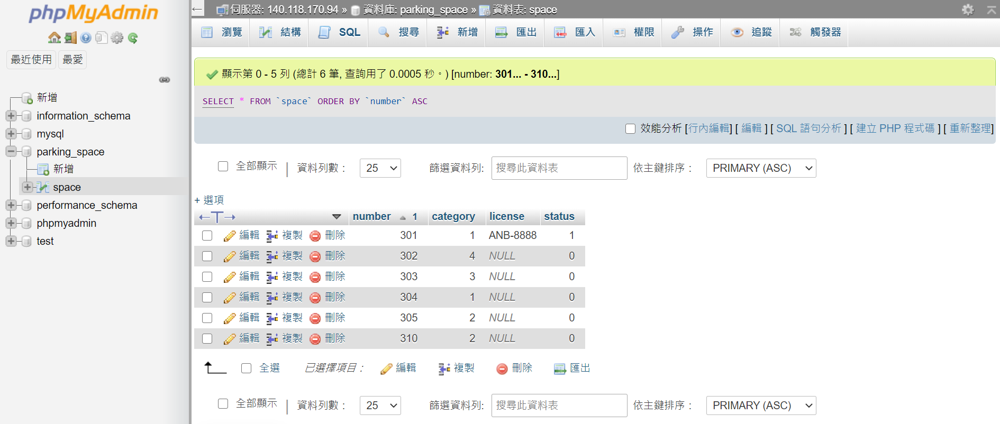 phpMyAdmin
最近使用 最愛
新增
information_schema
mysql
parking_space
新增
space
performance_schema
phpmyadmin
test
伺服器: 140.118.170.94 » 資料庫: parking_space » 資料表: space
瀏覽 結構 SQL 搜尋 新增 匯出 匯入 權限 操作 追蹤 觸發器
顯示第 0 - 5 列 (總計 6 筆, 查詢用了 0.0005 秒。) [number: 301... - 310...]
SELECT * FROM `space` ORDER BY `number` ASC
效能分析 [行內編輯] [ 編輯 ] [ SQL 語句分析 ] [ 建立 PHP 程式碼 ] [ 重新整理]
全部顯示 | 資料列數： 25 篩選資料列: 搜尋此資料表 依主鍵排序： PRIMARY (ASC)
+ 選項
←T→ number 1 category license status
編輯 複製 刪除 301 1 ANB-8888 1
編輯 複製 刪除 302 4 NULL 0
編輯 複製 刪除 303 3 NULL 0
編輯 複製 刪除 304 1 NULL 0
編輯 複製 刪除 305 2 NULL 0
編輯 複製 刪除 310 2 NULL 0
全選 已選擇項目： 編輯 複製 刪除 匯出
全部顯示 | 資料列數： 25 篩選資料列: 搜尋此資料表 依主鍵排序： PRIMARY (ASC)